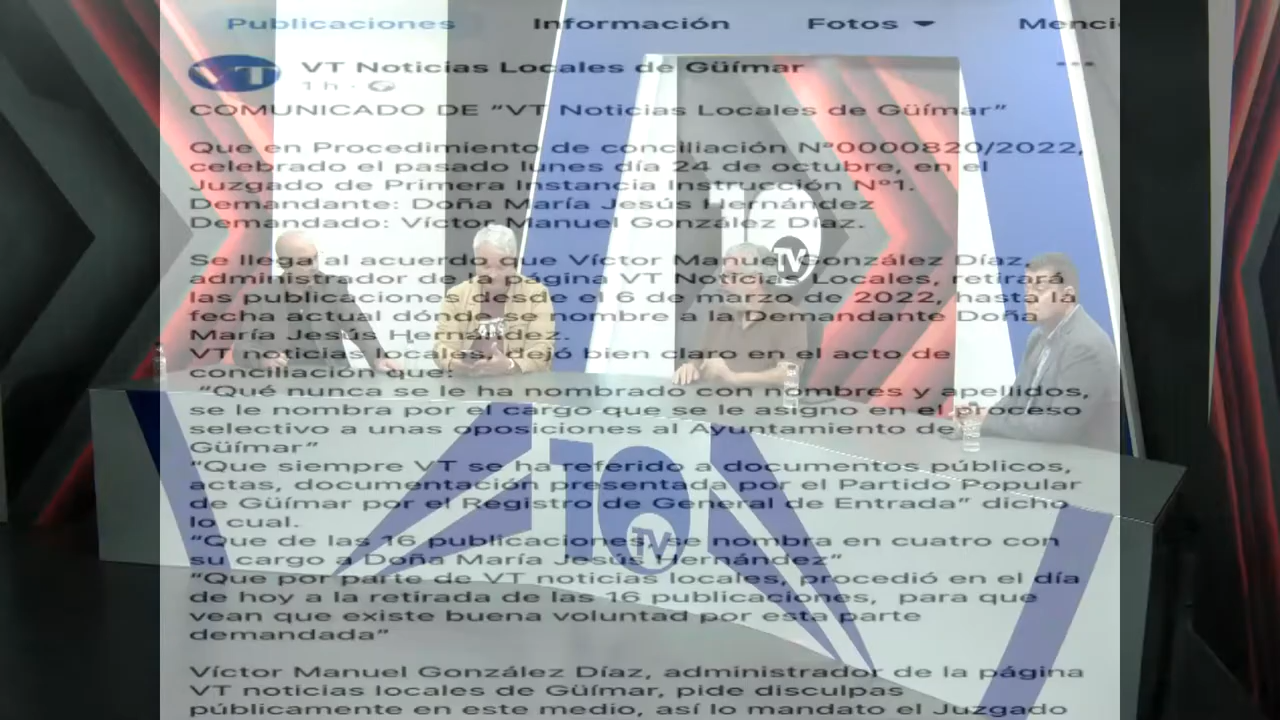 Publicaciones Información Fotos Menci
VT VT Noticias Locales de Güímar
1 h ·
COMUNICADO DE "VT Noticias Locales de Güímar"
Que en Procedimiento de conciliación Nº0000820/2022,
celebrado el pasado lunes día 24 de octubre, en el
Juzgado de Primera Instancia Instrucción Nº1.
Demandante: Doña María Jesús Hernández
Demandado: Víctor Manuel González Díaz.
Se llega al acuerdo que Víctor Manuel González Díaz,
administrador de la página VT Noticias Locales, retirará
las publicaciones desde el 6 de marzo de 2022, hasta la
fecha actual dónde se nombre a la Demandante Doña
María Jesús Hernández.
VT noticias locales, dejó bien claro en el acto de
conciliación que:
"Qué nunca se le ha nombrado con nombres y apellidos,
se le nombra por el cargo que se le asigno en el proceso
selectivo a unas oposiciones al Ayuntamiento de
Güímar"
"Que siempre VT se ha referido a documentos públicos,
actas, documentación presentada por el Partido Popular
de Güímar por el Registro de General de Entrada" dicho
lo cual.
"Que de las 16 publicaciones, se nombra en cuatro con
su cargo a Doña María Jesús Hernández"
"Que por parte de VT noticias locales, procedió en el día
de hoy a la retirada de las 16 publicaciones, para que
vean que existe buena voluntad por esta parte
demandada"
Víctor Manuel González Díaz, administrador de la página
VT noticias locales de Güímar, pide disculpas
públicamente en este medio, así lo mandato el Juzgado
10
TV
10
TV